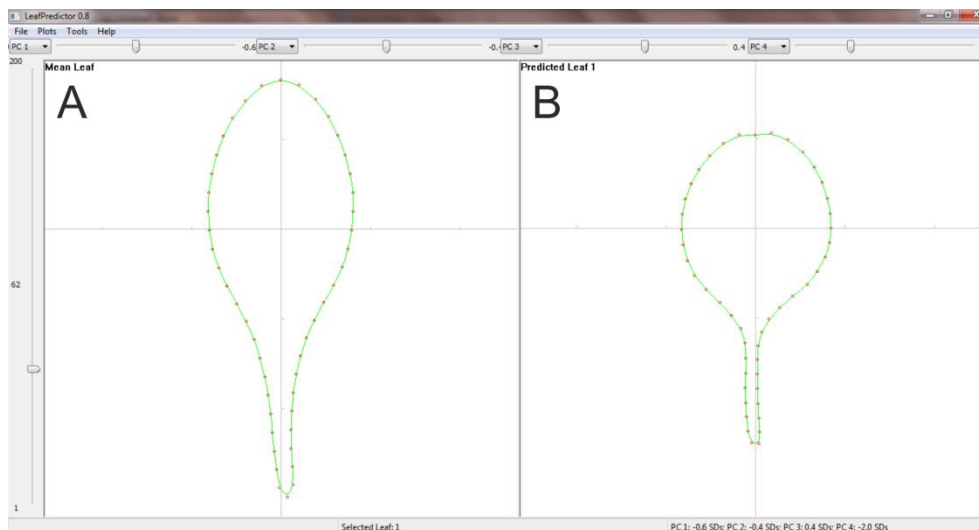 LeafPredictor 0.8
File Plots Tools Help
PC 1 -0.6 PC 2 -0.4 PC 3 0.4 PC 4
200
62
1
Mean Leaf
A
Predicted Leaf 1
B
Selected Leaf: 1
PC 1: -0.6 SDs: PC 2: -0.4 SDs: PC 3: 0.4 SDs: PC 4: -2.0 SDs